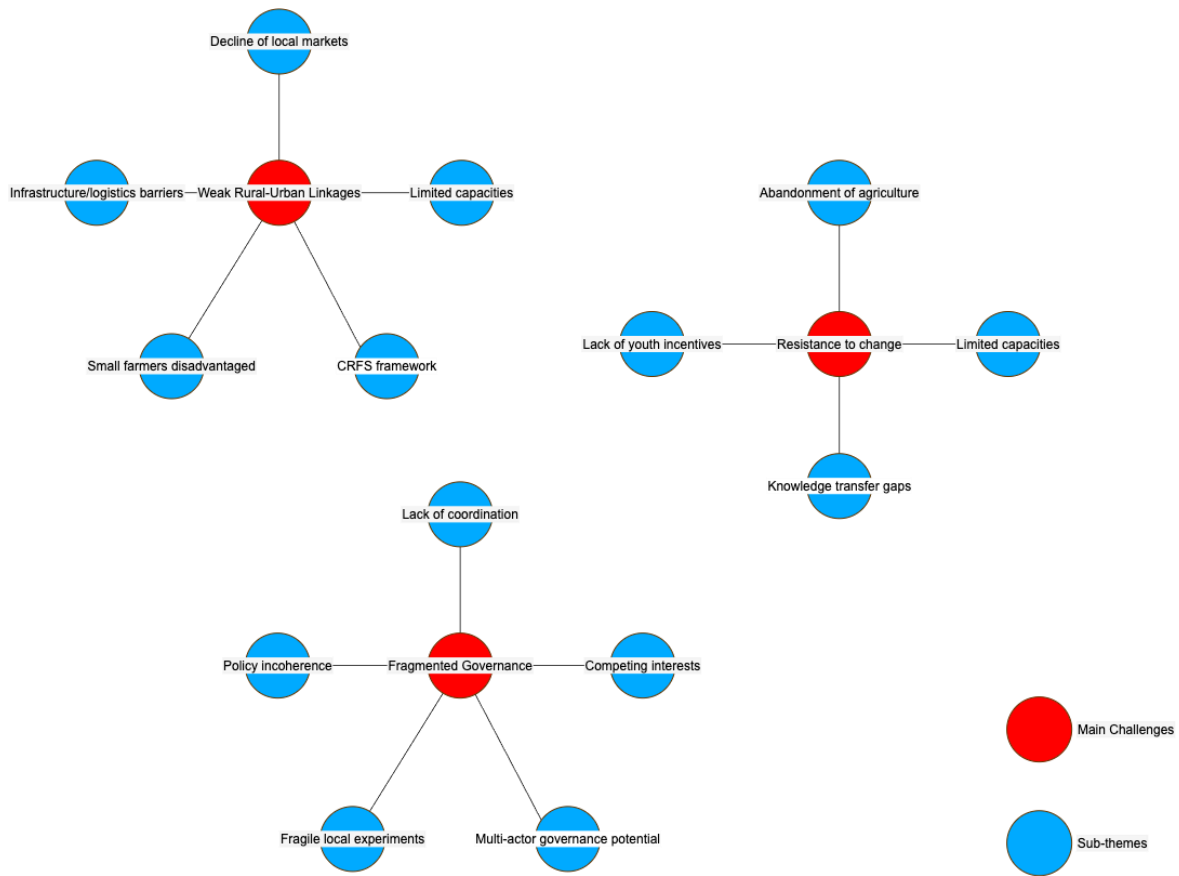 Decline of local markets
Infrastructure/logistics barriers
Weak Rural-Urban Linkages
Limited capacities
Small farmers disadvantaged
CRFS framework
Abandonment of agriculture
Lack of youth incentives
Resistance to change
Limited capacities
Knowledge transfer gaps
Lack of coordination
Policy incoherence
Fragmented Governance
Competing interests
Fragile local experiments
Multi-actor governance potential
Main Challenges
Sub-themes